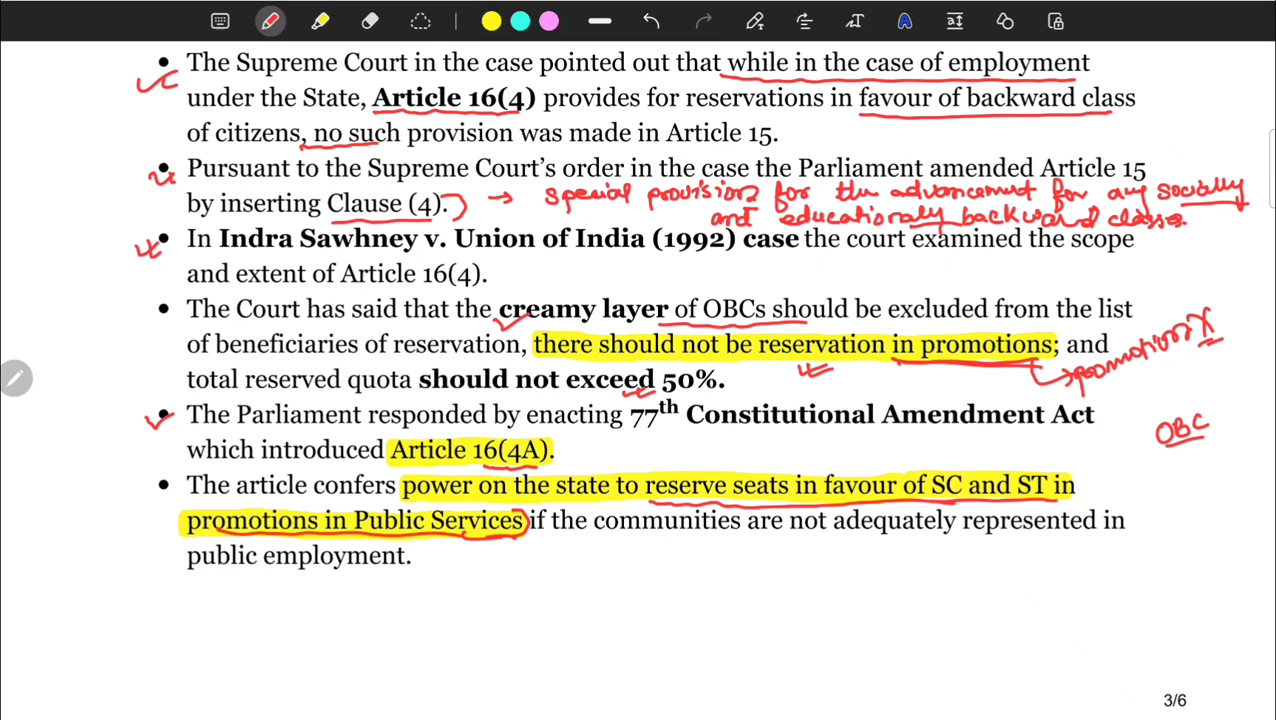 • The Supreme Court in the case pointed out that while in the case of employment
under the State, Article 16(4) provides for reservations in favour of backward class
of citizens, no such provision was made in Article 15.
• Pursuant to the Supreme Court's order in the case the Parliament amended Article 15
by inserting Clause (4). → special provisions for the advancement for any socially
and educationaly backward classes.
• In Indra Sawhney v. Union of India (1992) case the court examined the scope
and extent of Article 16(4).
• The Court has said that the creamy layer of OBCs should be excluded from the list
of beneficiaries of reservation, there should not be reservation in promotions; and
promotions X
total reserved quota should not exceed 50%.
• The Parliament responded by enacting 77th Constitutional Amendment Act
OBC
which introduced Article 16(4A).
• The article confers power on the state to reserve seats in favour of SC and ST in
promotions in Public Services if the communities are not adequately represented in
public employment.
3/6